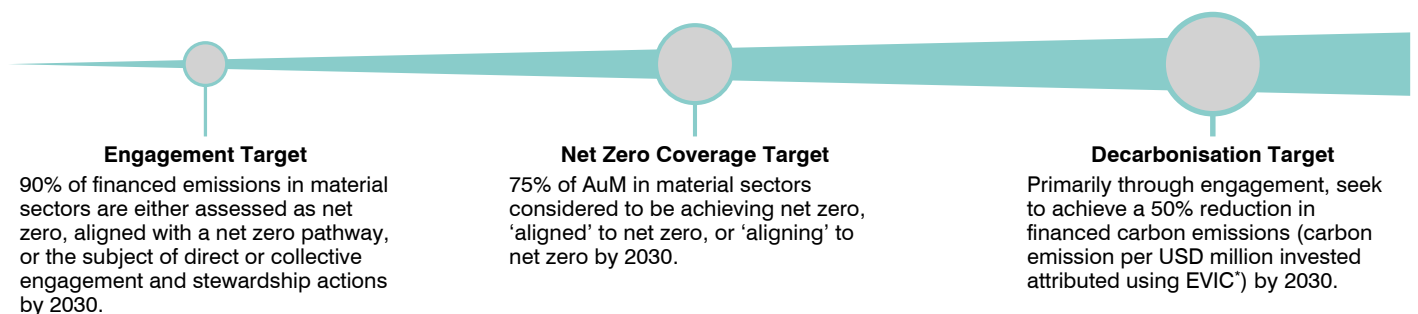 Engagement Target
90% of financed emissions in material
sectors are either assessed as net
zero, aligned with a net zero pathway,
or the subject of direct or collective
engagement and stewardship actions
by 2030.
Net Zero Coverage Target
75% of AuM in material sectors
considered to be achieving net zero,
‘aligned’ to net zero, or ‘aligning’ to
net zero by 2030.
Decarbonisation Target
Primarily through engagement, seek
to achieve a 50% reduction in
financed carbon emissions (carbon
emission per USD million invested
attributed using EVIC*) by 2030.